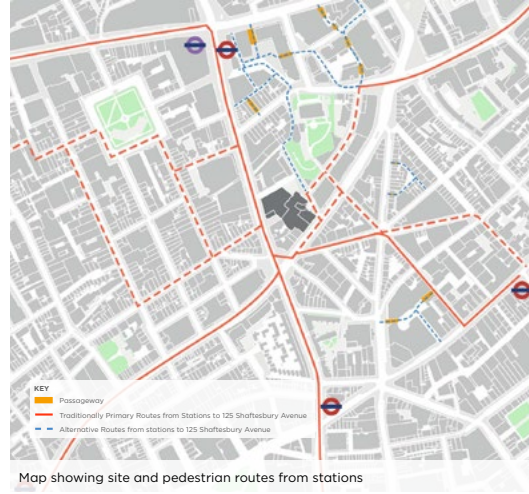 KEY
Passageway
Traditionally Primary Routes from Stations to 125 Shaftesbury Avenue
Alternative Routes from stations to 125 Shaftesbury Avenue
Map showing site and pedestrian routes from stations